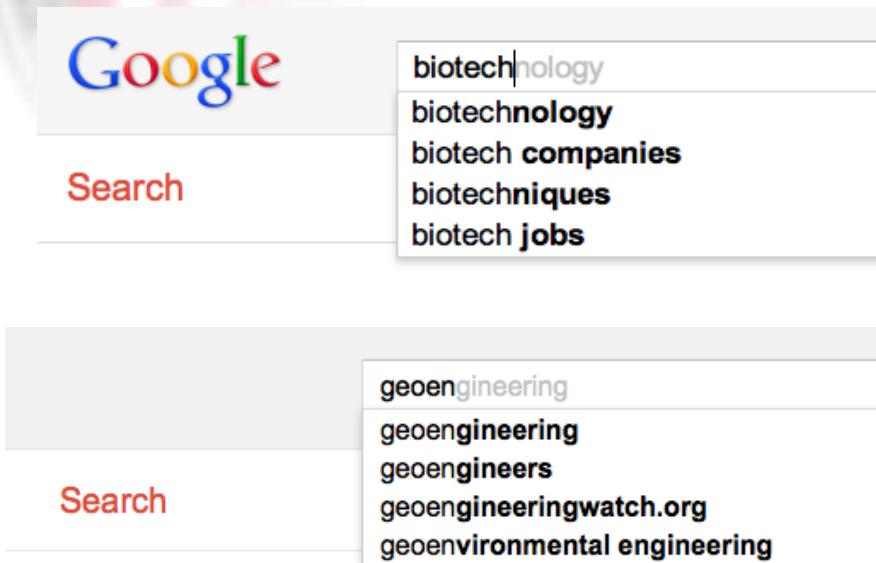 Google
biotechnology
biotechnology
biotech companies
biotechniques
biotech jobs
Search
geoengineering
geoengineering
geoengineers
geoengineeringwatch.org
geoenvironmental engineering
Search